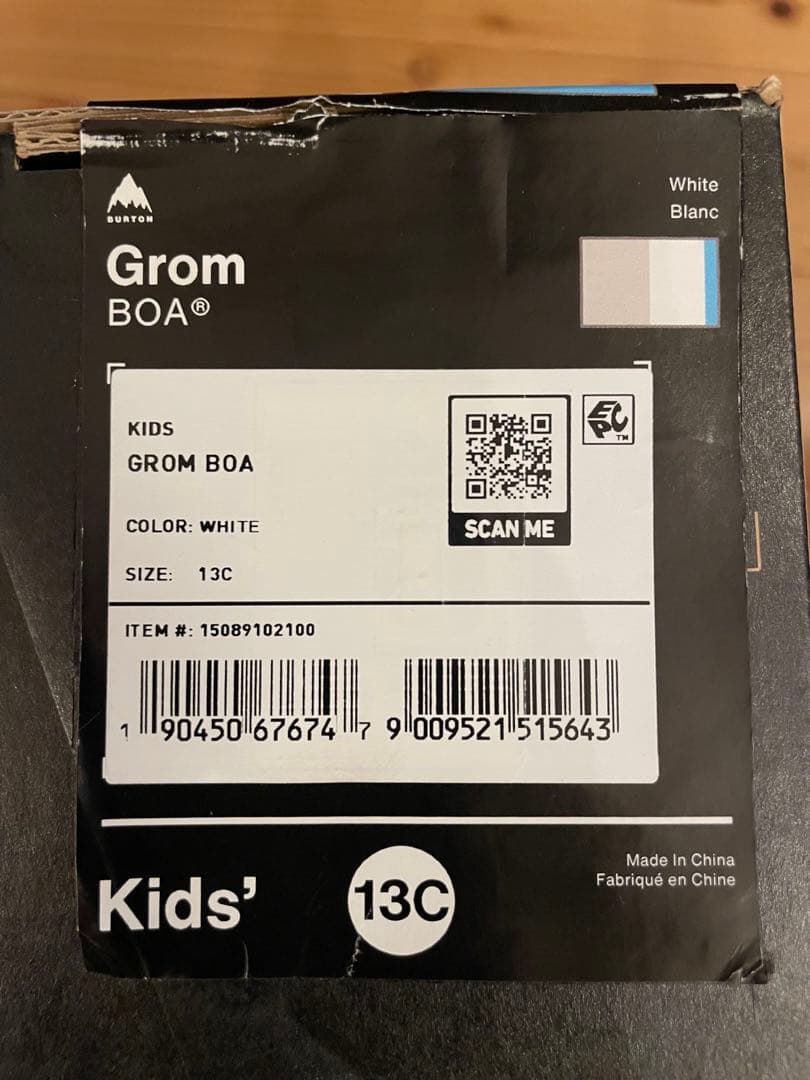 BURTON
Grom
BOA®
White
Blanc
KIDS
GROM BOA
COLOR: WHITE
SIZE: 13C
EPC™
SCAN ME
ITEM #: 15089102100
1 90450 67674 7
9 009521 515643
Kids’
13C
Made In China
Fabriqué en Chine